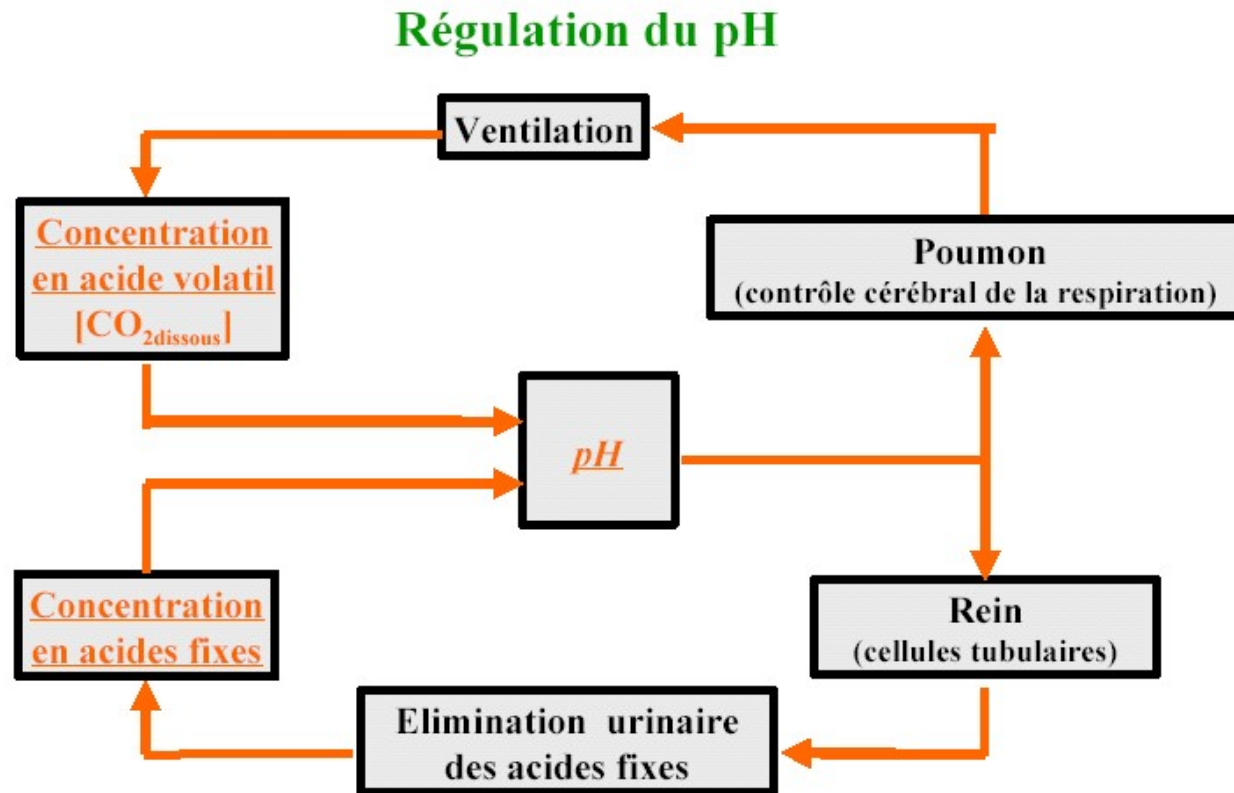 Régulation du pH
Ventilation
Concentration
en acide volatil
[CO2dissous]
Poumon
(contrôle cérébral de la respiration)
pH
Concentration
en acides fixes
Rein
(cellules tubulaires)
Elimination urinaire
des acides fixes